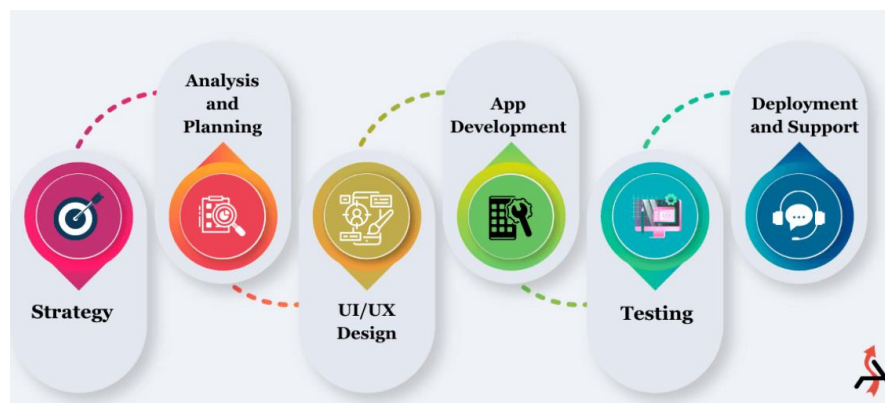 Strategy
Analysis
and
Planning
UI/UX
Design
App
Development
Testing
Deployment
and Support